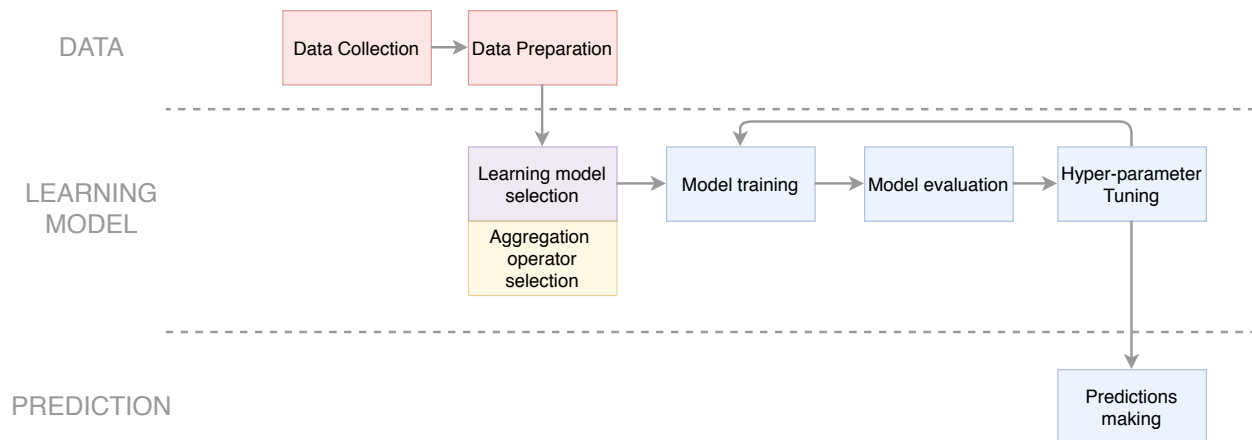 DATA
Data Collection
Data Preparation
LEARNING
MODEL
Learning model
selection
Model training
Model evaluation
Hyper-parameter
Tuning
Aggregation
operator
selection
PREDICTION
Predictions
making